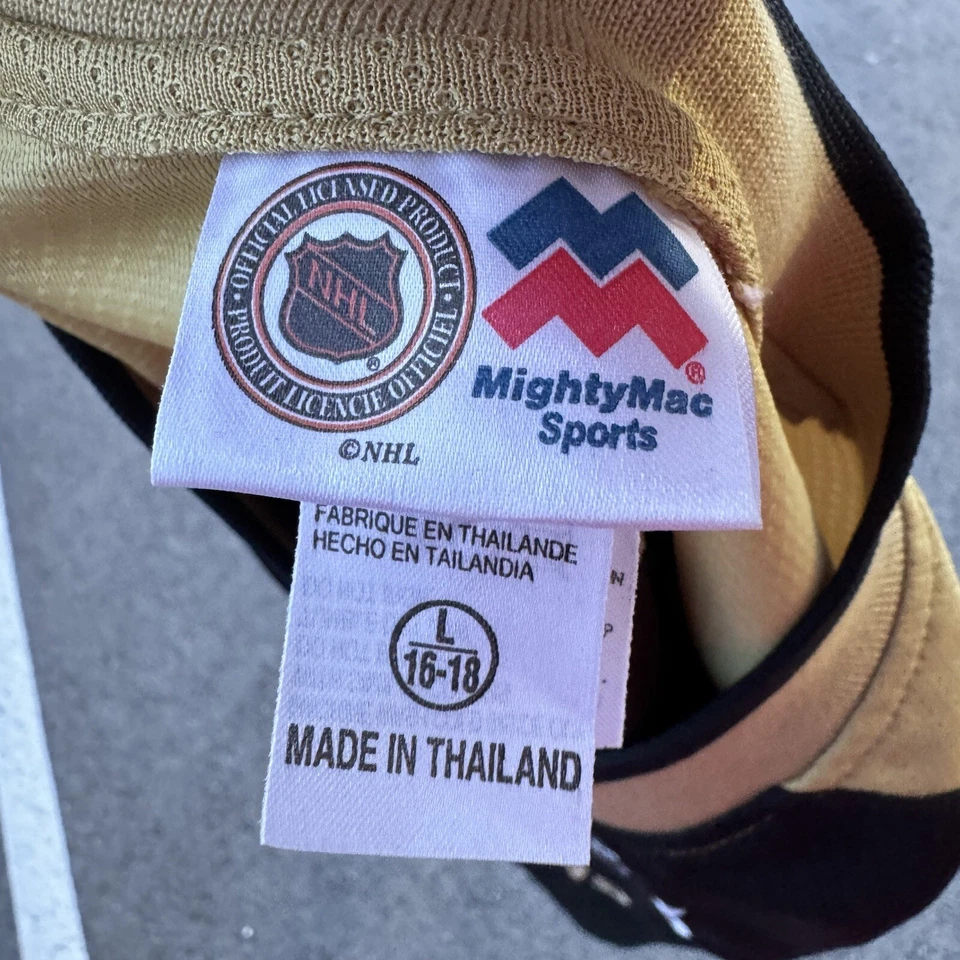 OFFICIAL LICENSED PRODUCT
• PRODUIT LICENCIE OFFICIEL •
NHL
®
©NHL
®
MightyMac
Sports
FABRIQUE EN THAILANDE
HECHO EN TAILANDIA
L
16-18
MADE IN THAILAND
N
P